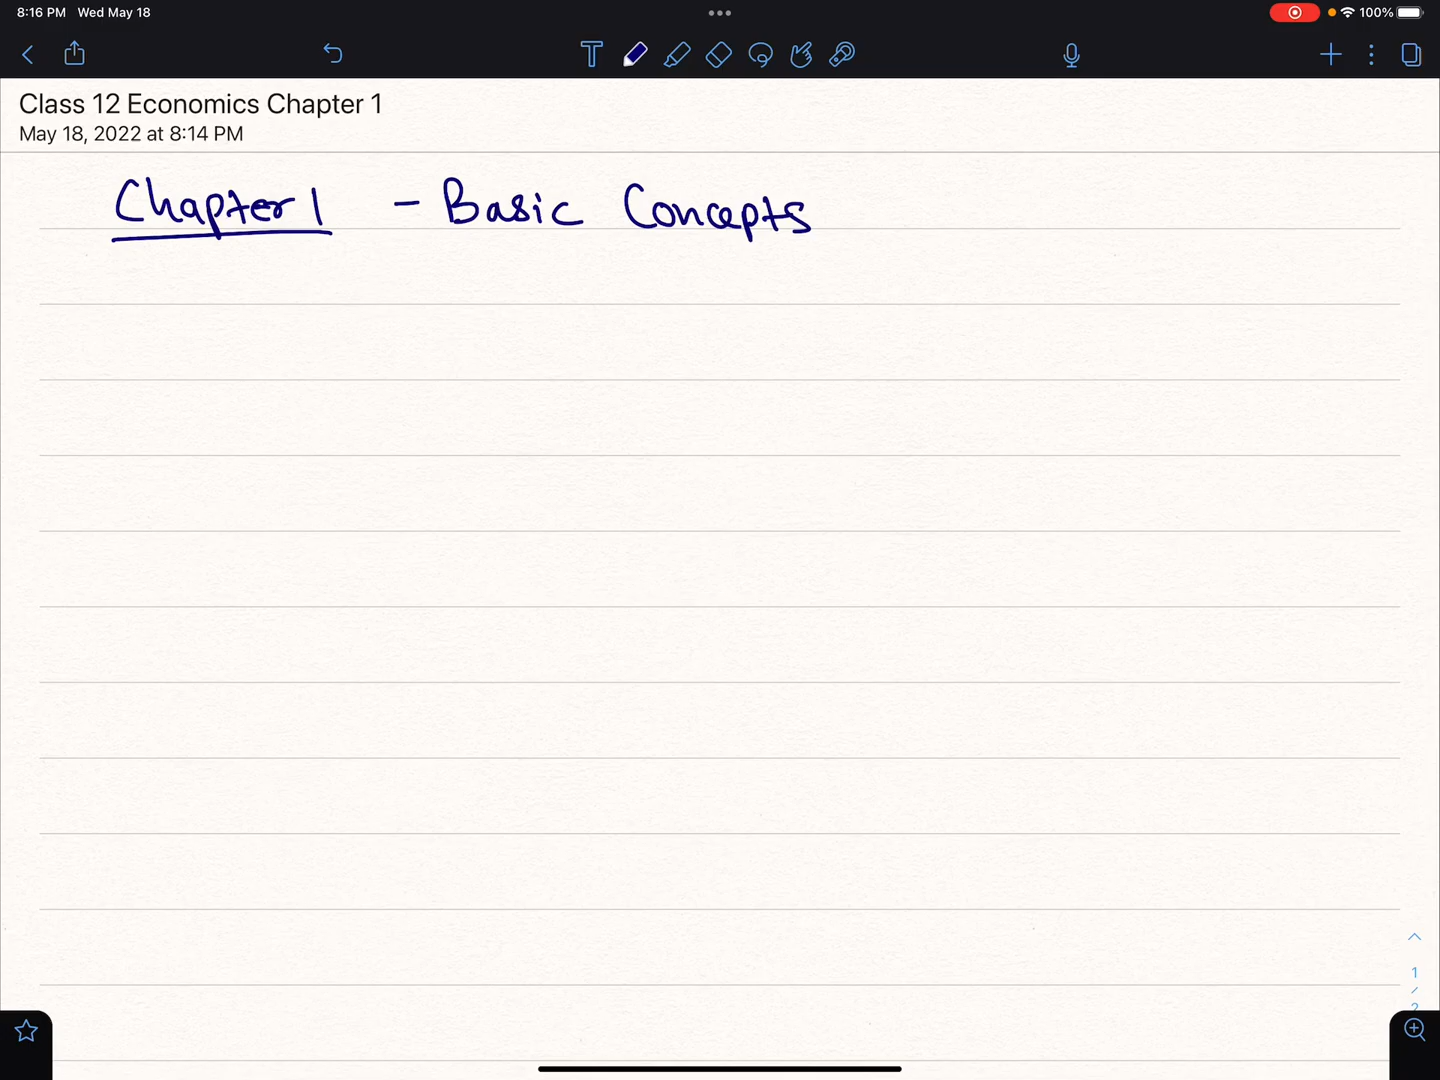 8:16 PM Wed May 18
100%
Class 12 Economics Chapter 1
May 18, 2022 at 8:14 PM
Chapter 1 - Basic Concepts
1
/
2